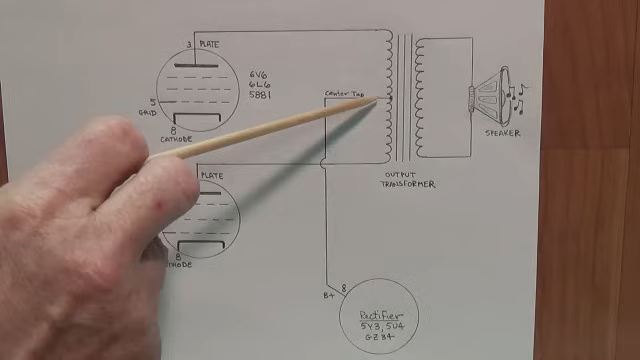 3 PLATE
6V6
6L6
5881
5
GRID
8
CATHODE
Center Tap
SPEAKER
OUTPUT
TRANSFORMER
PLATE
8
B+
8
Rectifier
5Y3, 5U4
GZ34